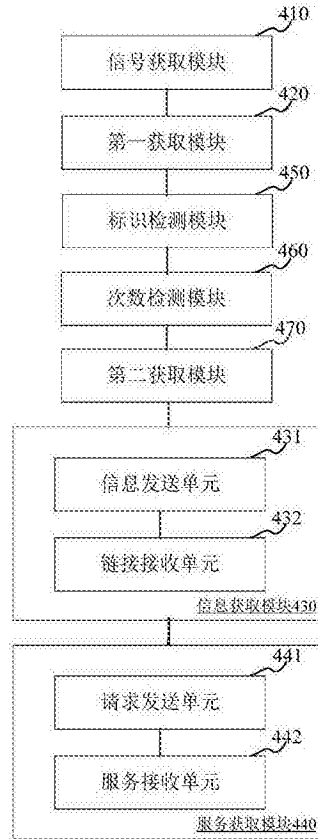 410
信号获取模块
420
第一获取模块
450
标识检测模块
460
次数检测模块
470
第二获取模块
431
信息发送单元
432
链接接收单元
信息获取模块430
441
请求发送单元
442
服务接收单元
服务获取模块440